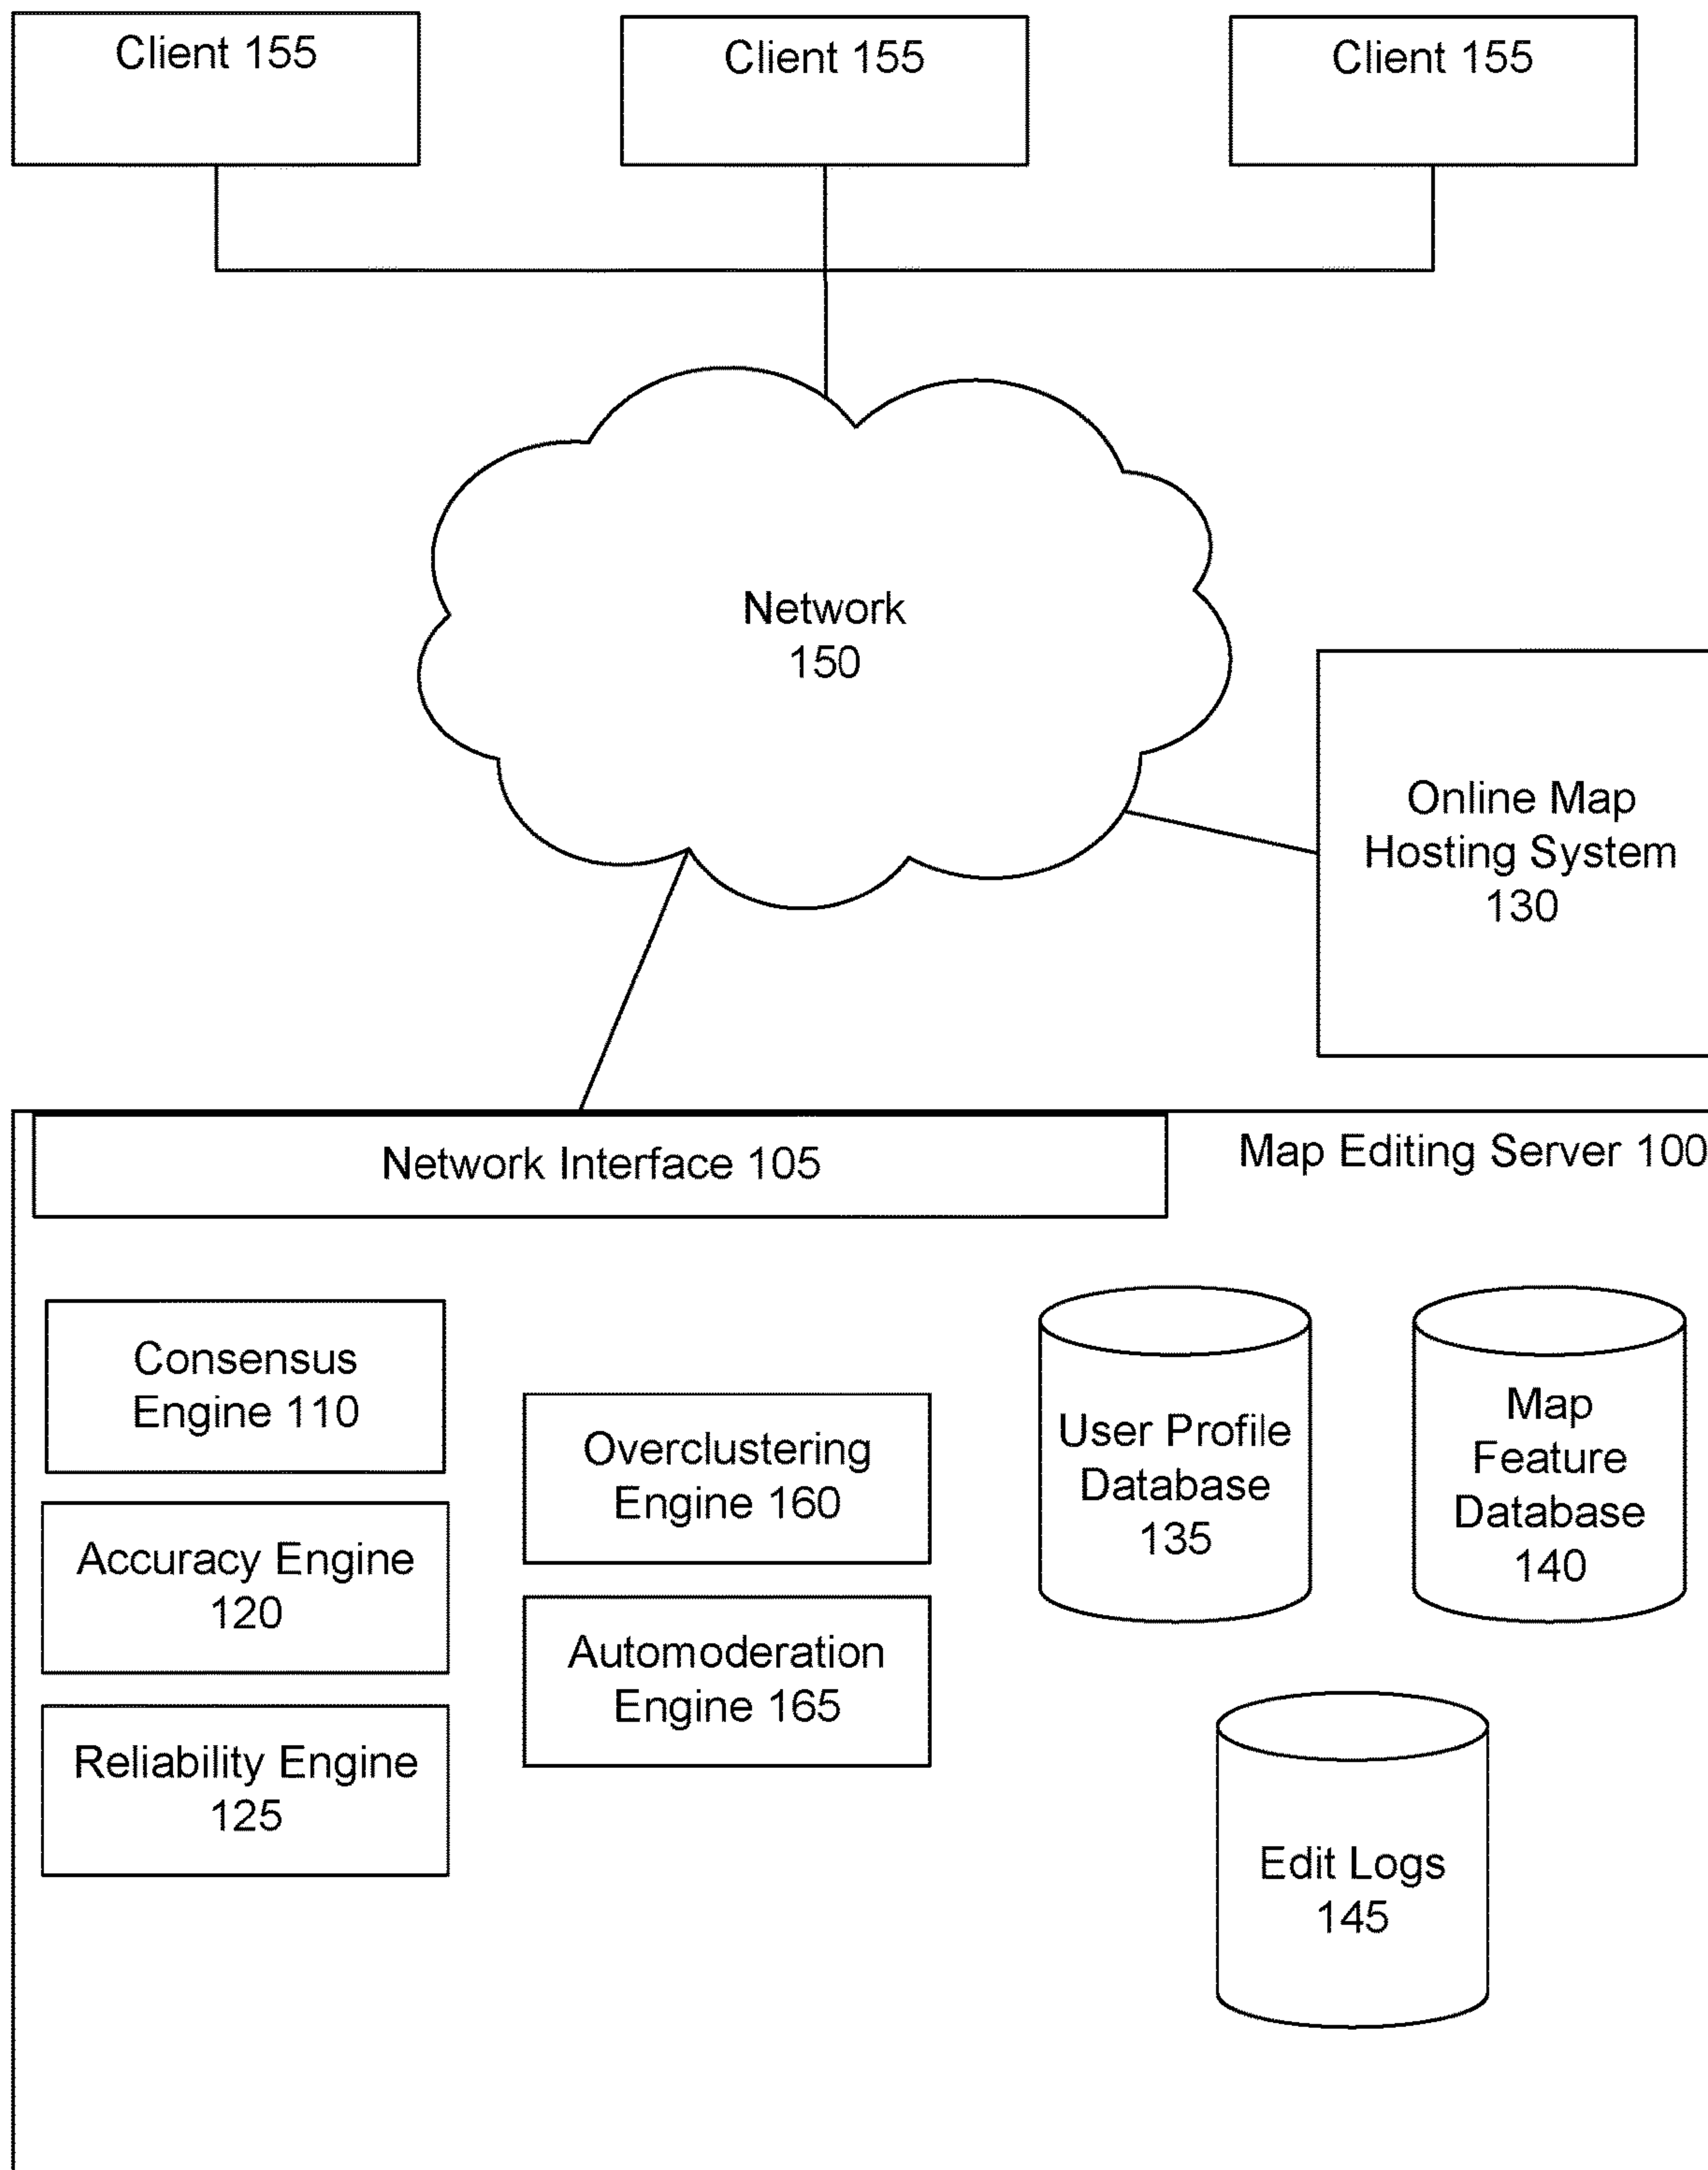 Client 155
Client 155
Client 155
Network
150
Online Map
Hosting System
130
Network Interface 105
Map Editing Server 100
Consensus
Engine 110
Overclustering
Engine 160
User Profile
Database
135
Map
Feature
Database
140
Accuracy Engine
120
Automoderation
Engine 165
Reliability Engine
125
Edit Logs
145